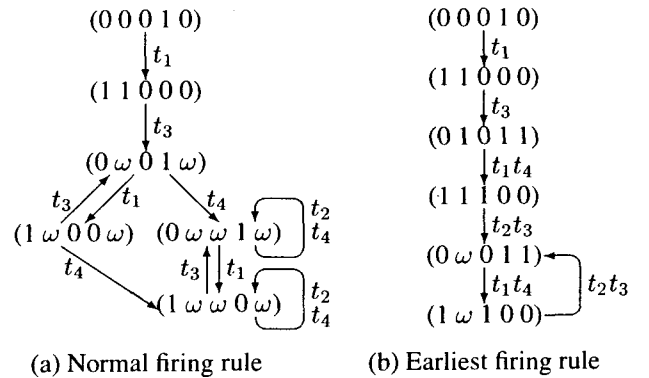 (0 0 0 1 0)
t₁
(1 1 0 0 0)
t₃
(0 ω 0 1 ω)
t₃ t₁ t₄
(1 ω 0 0 ω) (0 ω ω 1 ω) t₂ t₄
t₄ t₃ t₁
(1 ω ω 0 ω) t₂ t₄
(a) Normal firing rule
(0 0 0 1 0)
t₁
(1 1 0 0 0)
t₃
(0 1 0 1 1)
t₁t₄
(1 1 1 0 0)
t₂t₃
(0 ω 0 1 1)
t₁t₄ t₂t₃
(1 ω 1 0 0)
(b) Earliest firing rule